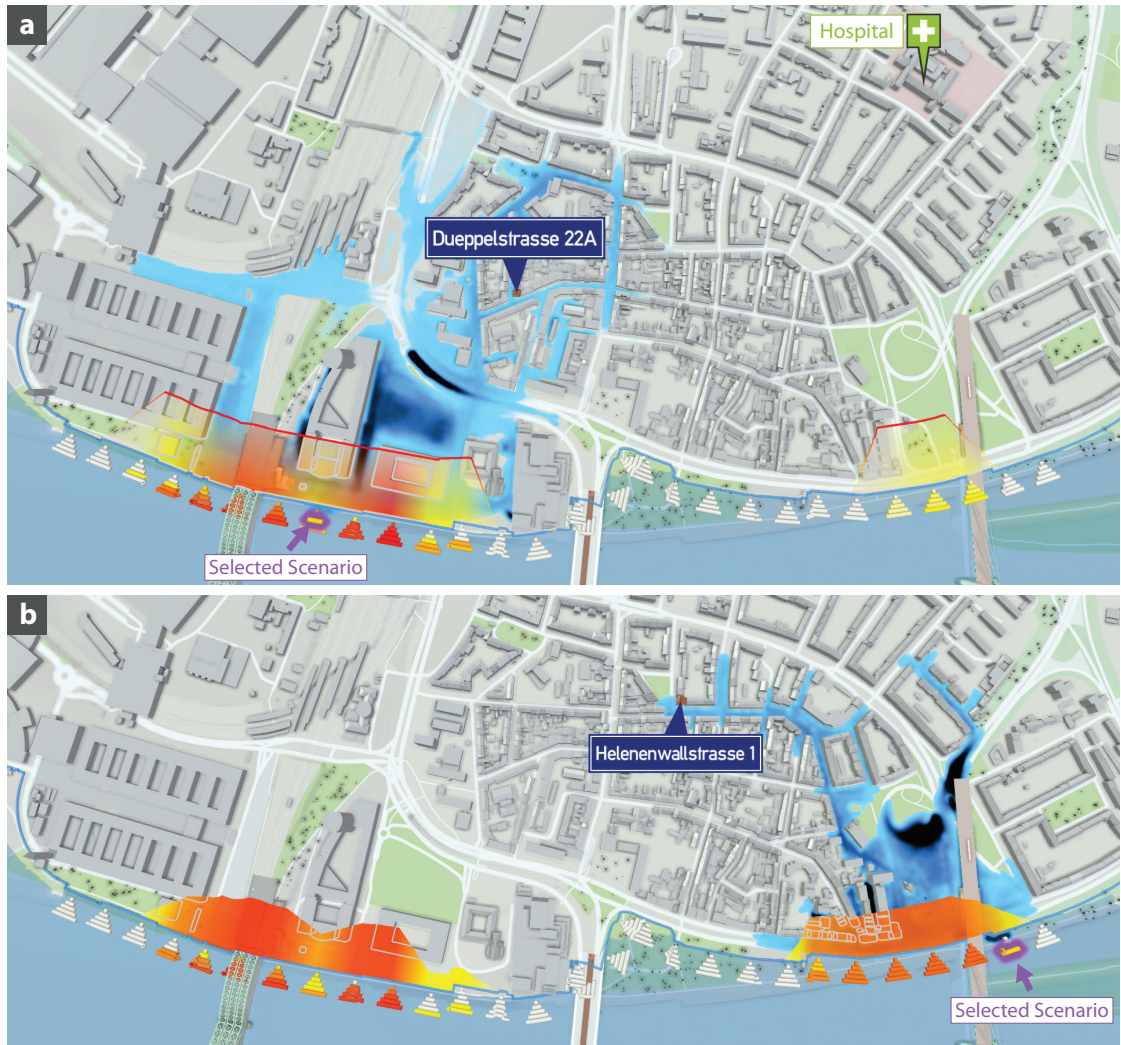 a
Hospital
Dueppelstrasse 22A
Selected Scenario
b
Helenenwallstrasse 1
Selected Scenario